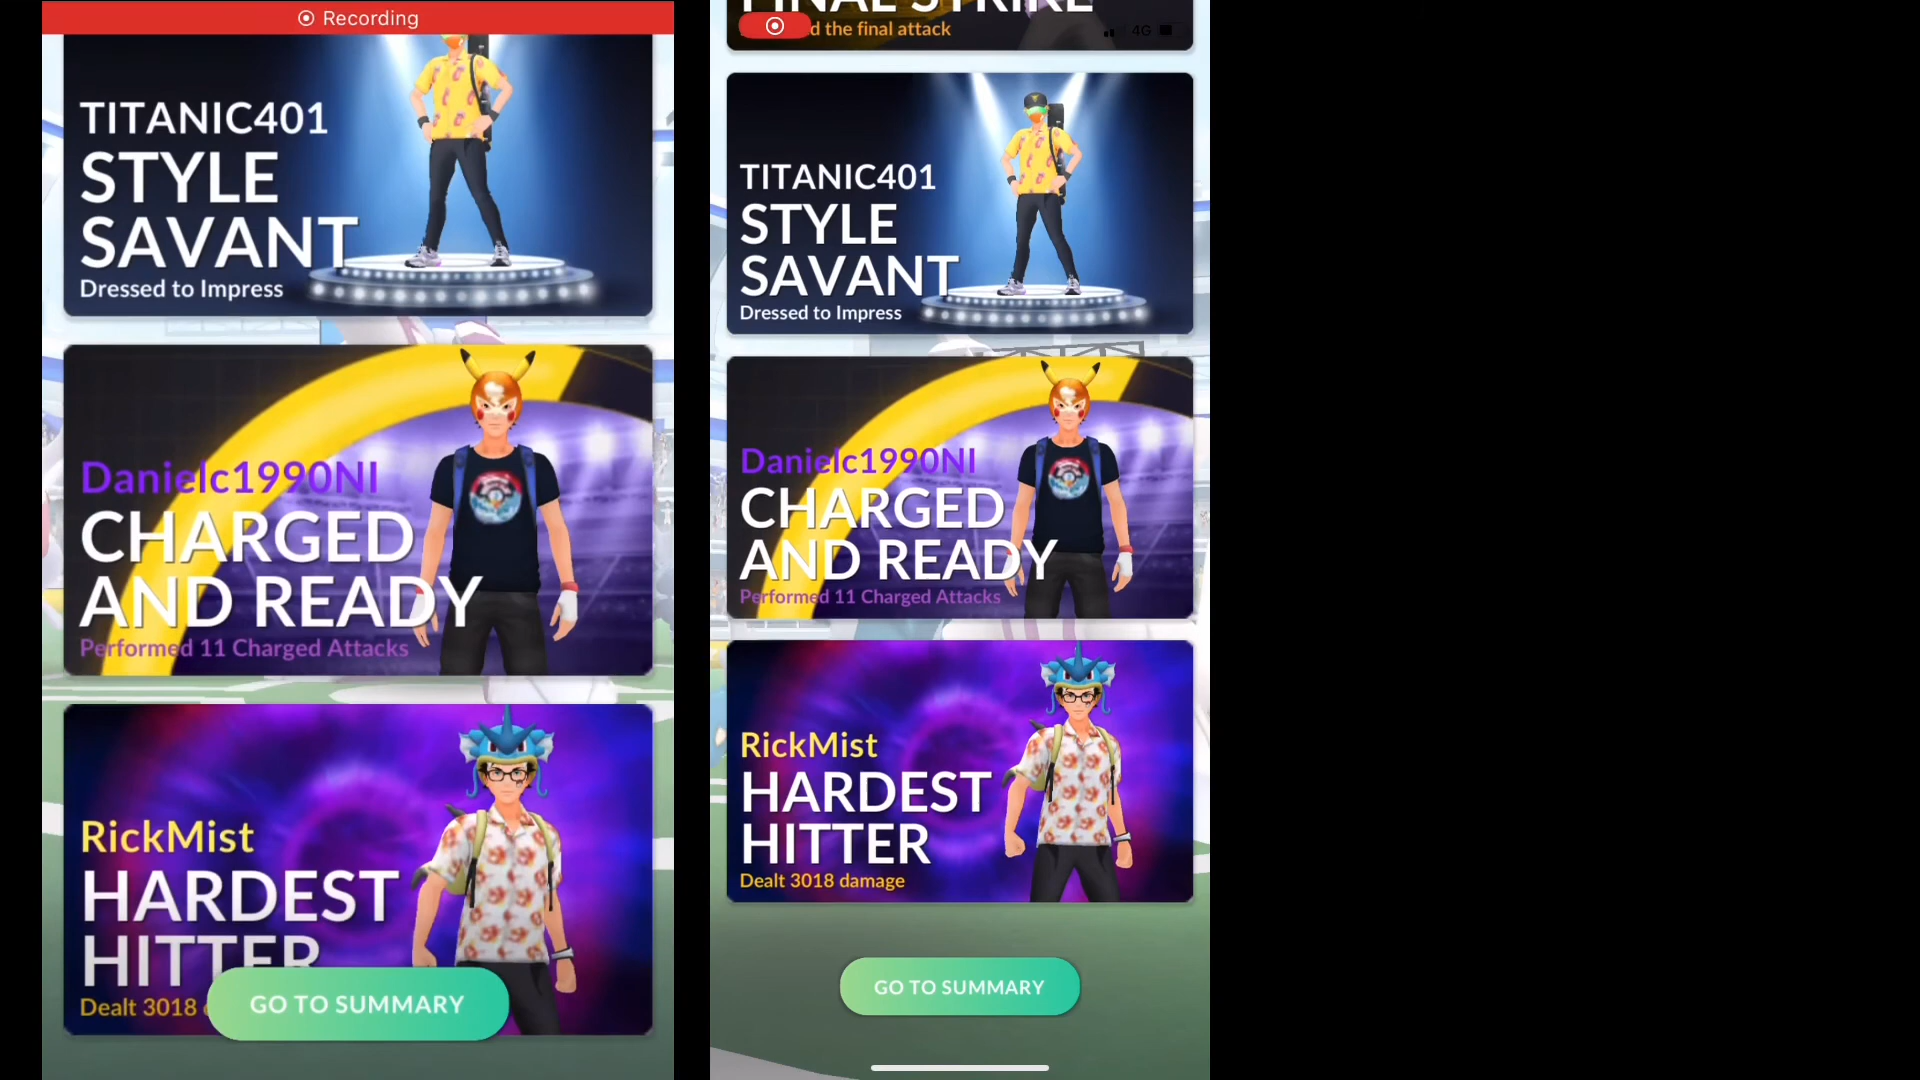 Recording
TITANIC401
STYLE
SAVANT
Dressed to Impress
Danielc1990NI
CHARGED
AND READY
Performed 11 Charged Attacks
RickMist
HARDEST
HITTER
Dealt 3018
GO TO SUMMARY
FINAL STRIKE
d the final attack
4G
TITANIC401
STYLE
SAVANT
Dressed to Impress
Danielc1990NI
CHARGED
AND READY
Performed 11 Charged Attacks
RickMist
HARDEST
HITTER
Dealt 3018 damage
GO TO SUMMARY